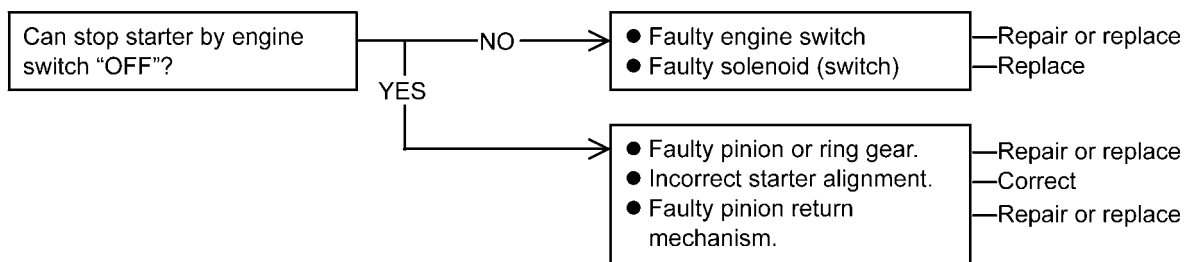 Can stop starter by engine
switch “OFF”?
NO
YES
● Faulty engine switch
● Faulty solenoid (switch)
Repair or replace
Replace
● Faulty pinion or ring gear.
● Incorrect starter alignment.
● Faulty pinion return
mechanism.
Repair or replace
Correct
Repair or replace